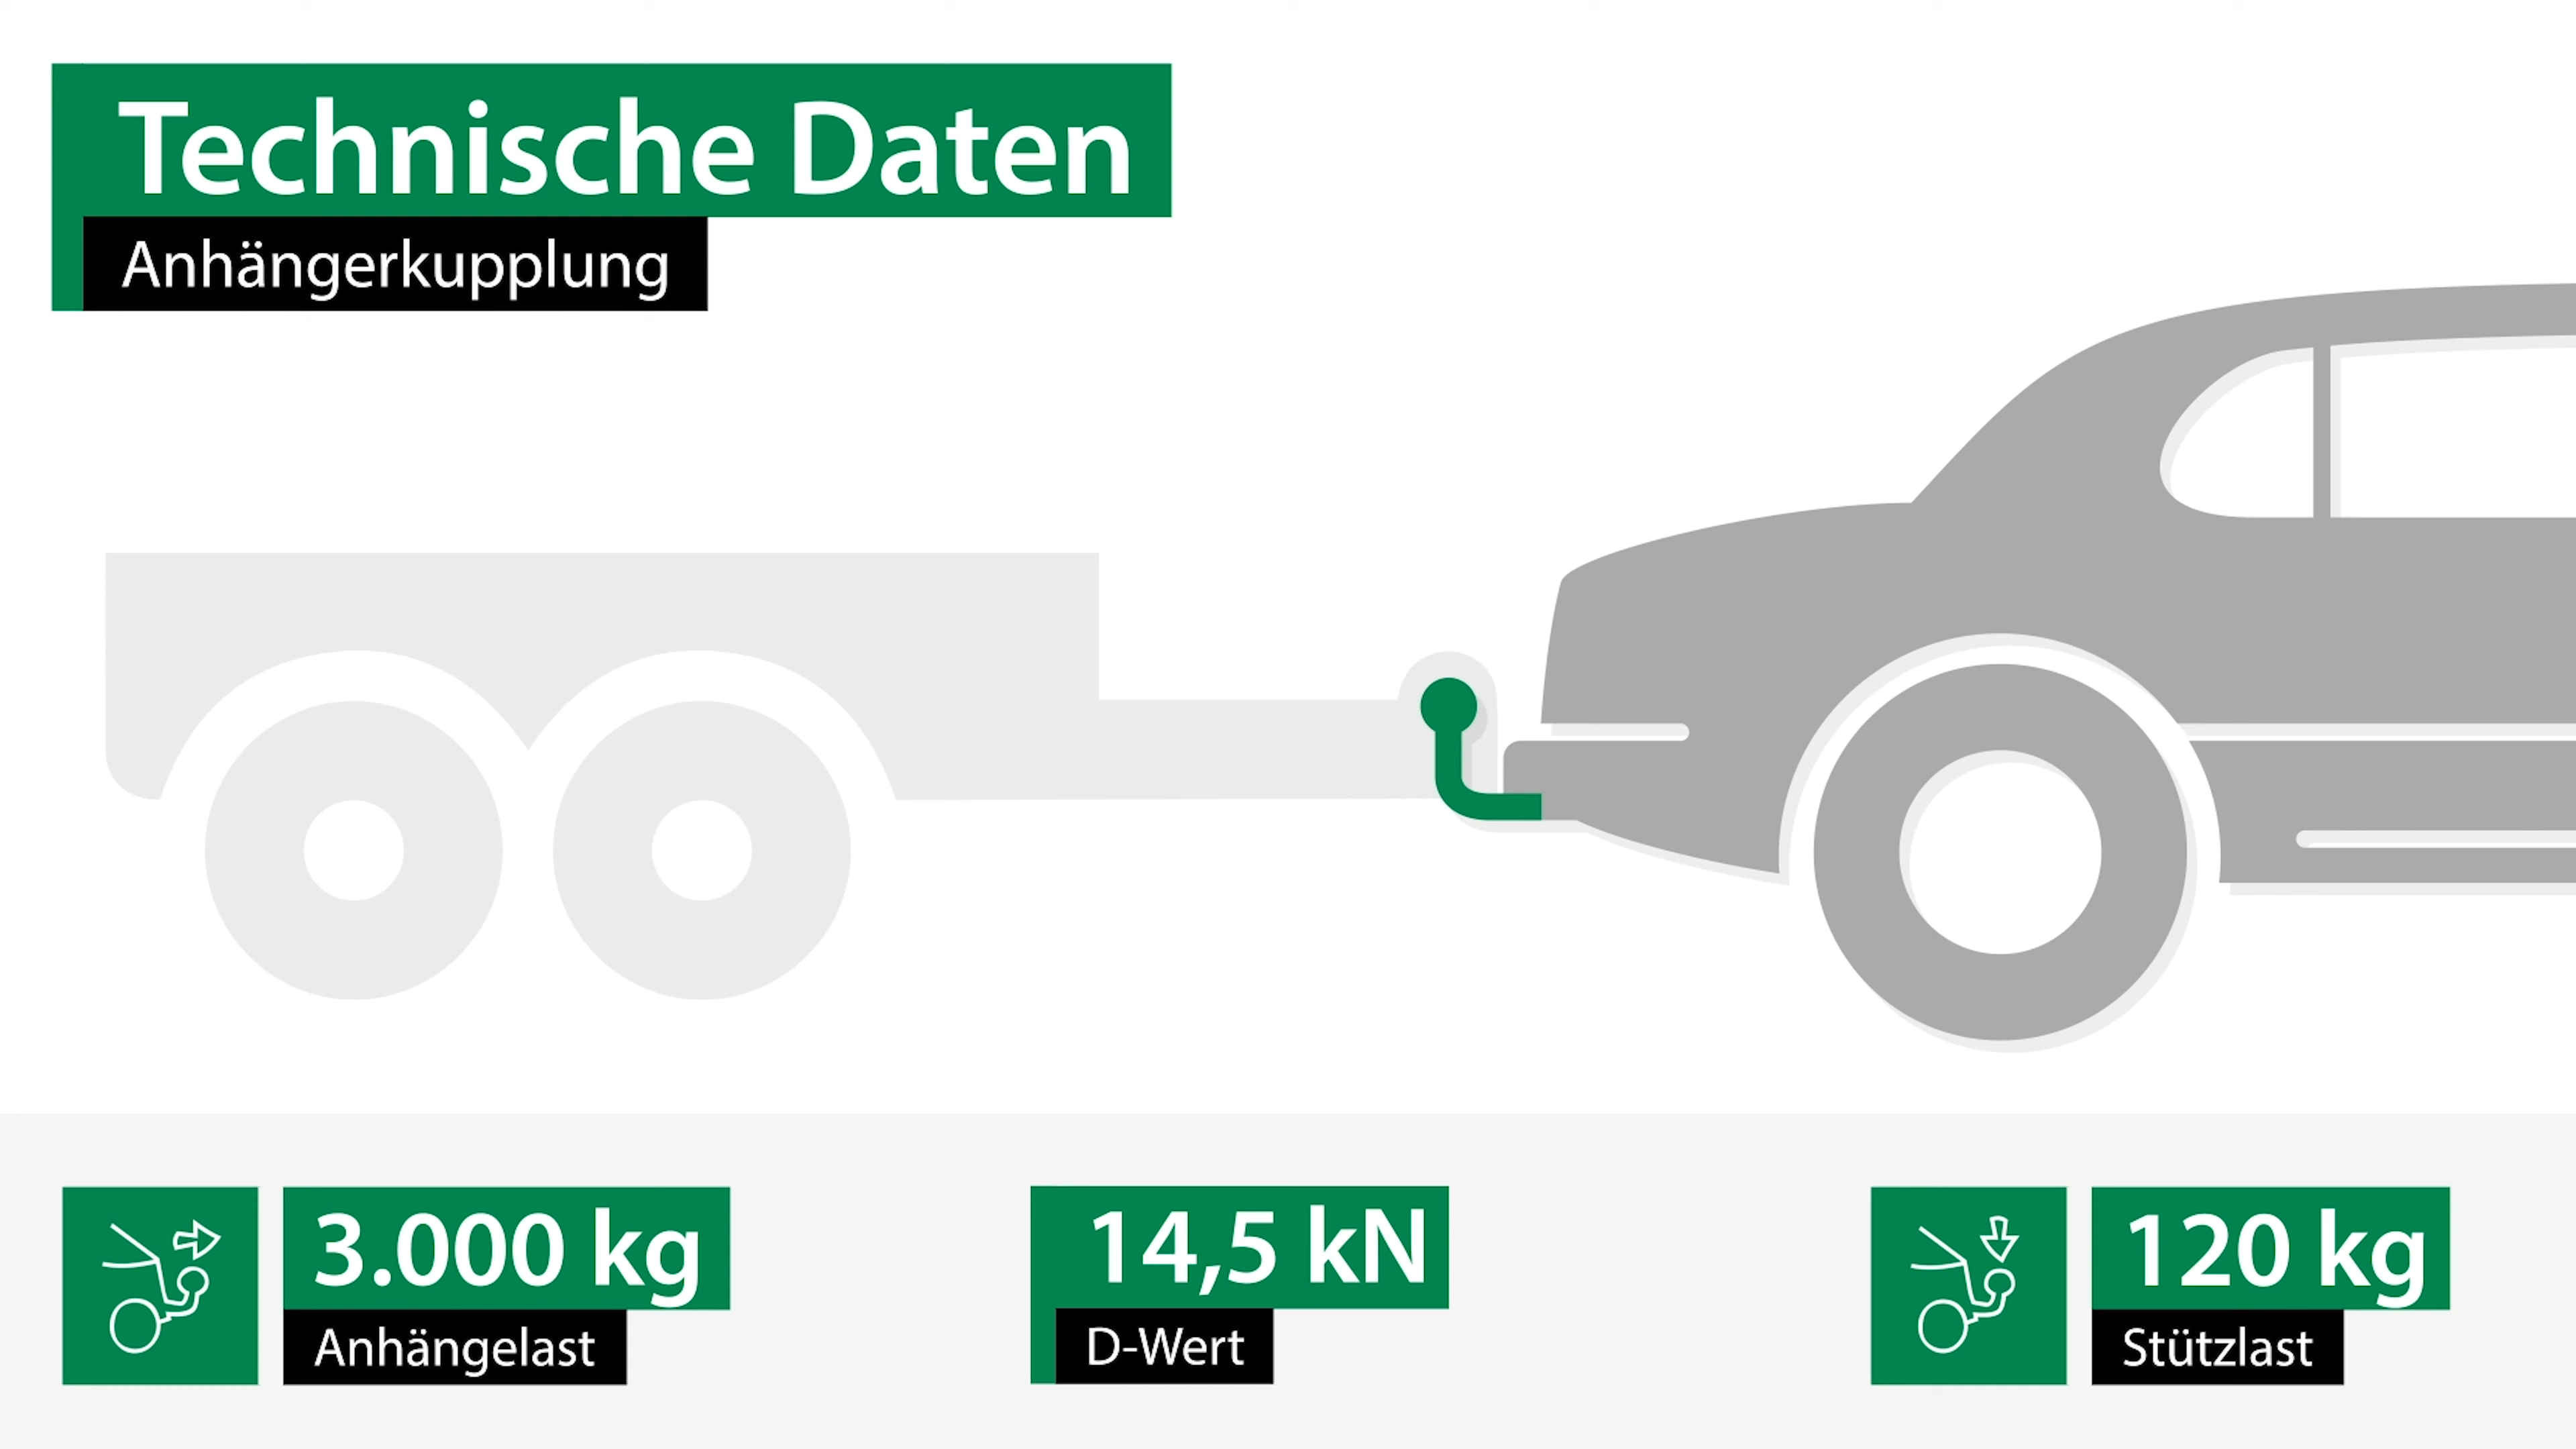 Technische Daten
Anhängerkupplung
3.000 kg
Anhängelast
14,5 kN
D-Wert
120 kg
Stützlast